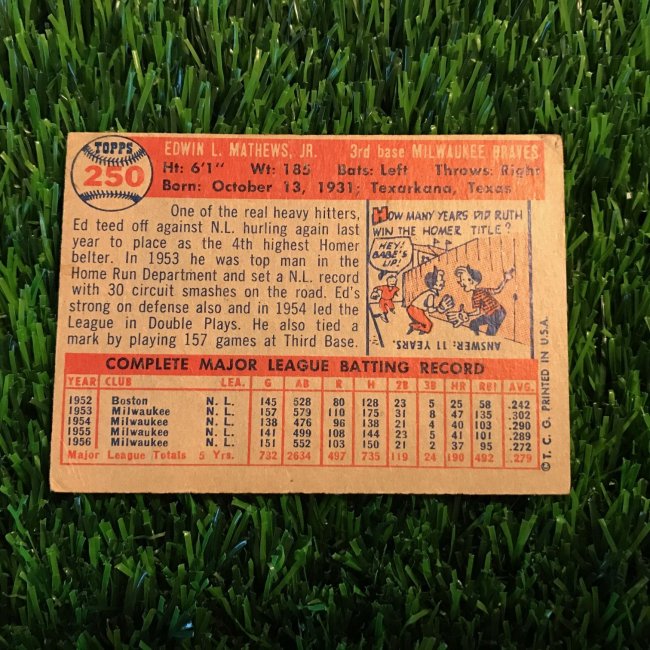 TOPPS
250
EDWIN L. MATHEWS, JR. 3rd base MILWAUKEE BRAVES
Ht: 6'1" Wt: 185 Bats: Left Throws: Right
Born: October 13, 1931; Texarkana, Texas
One of the real heavy hitters,
Ed teed off against N.L. hurling again last
year to place as the 4th highest Homer
belter. In 1953 he was top man in the
Home Run Department and set a N.L. record
with 30 circuit smashes on the road. Ed's
strong on defense also and in 1954 led the
League in Double Plays. He also tied a
mark by playing 157 games at Third Base.
HOW MANY YEARS DID RUTH
WIN THE HOMER TITLE?
HEY!
BABE'S
UP!
ANSWER: 11 YEARS.
COMPLETE MAJOR LEAGUE BATTING RECORD
YEAR CLUB LEA. G AB R H 2B 3B HR RBI AVG.
1952 Boston N. L. 145 528 80 128 23 5 25 58 .242
1953 Milwaukee N. L. 157 579 110 175 31 8 47 135 .302
1954 Milwaukee N. L. 138 476 96 138 21 4 40 103 .290
1955 Milwaukee N. L. 141 499 108 144 23 5 41 101 .289
1956 Milwaukee N. L. 151 552 103 150 21 2 37 95 .272
Major League Totals 5 Yrs. 732 2634 497 735 119 24 190 492 .279
© T. C. G. PRINTED IN U.S.A.